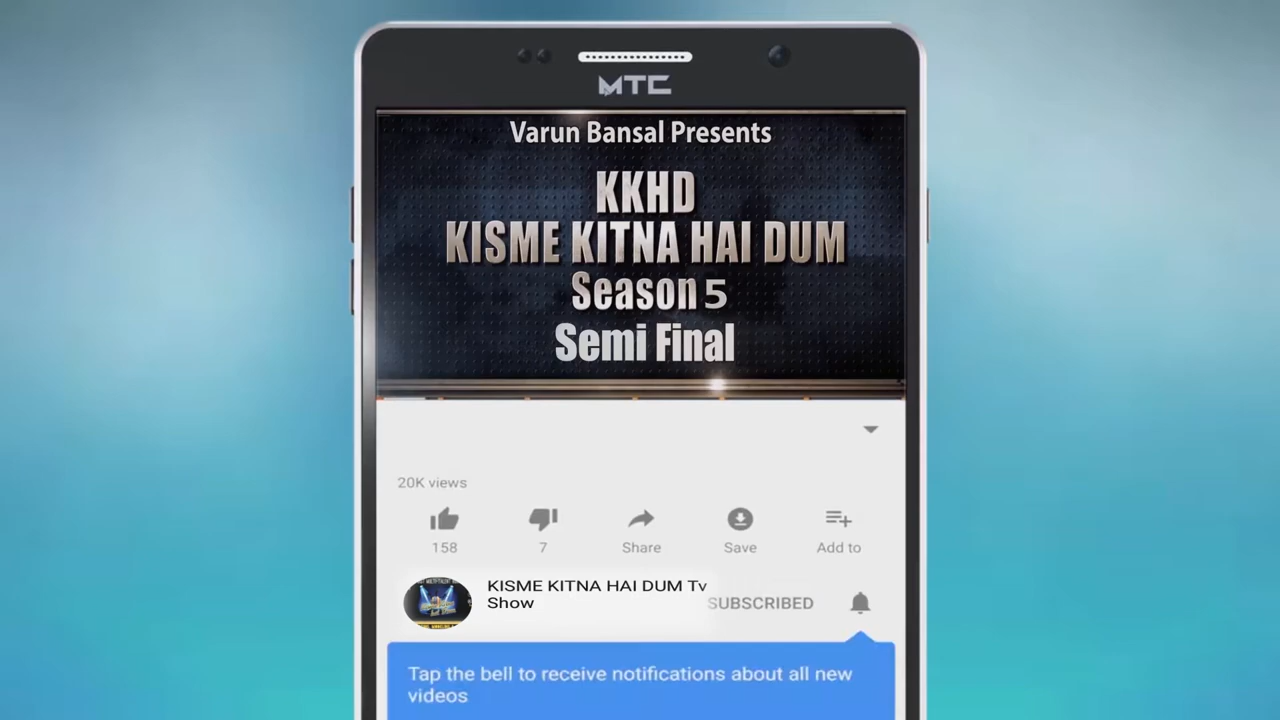 MTC
Varun Bansal Presents
KKHD
KISME KITNA HAI DUM
Season 5
Semi Final
20K views
158
7
Share
Save
Add to
KISME KITNA HAI DUM Tv
Show
SUBSCRIBED
Tap the bell to receive notifications about all new
videos